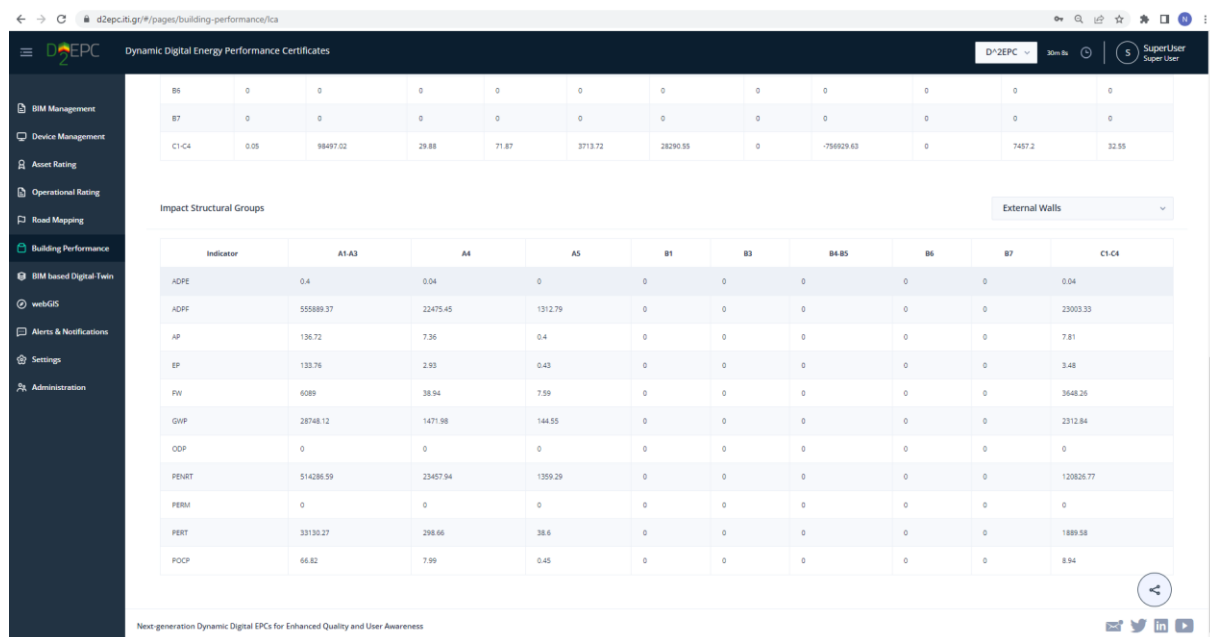 d2epc.iti.gr/#/pages/building-performance/lca
N
D2EPC Dynamic Digital Energy Performance Certificates D^2EPC 30m 8s S SuperUser
Super User
BIM Management
Device Management
Asset Rating
Operational Rating
Road Mapping
Building Performance
BIM based Digital-Twin
webGIS
Alerts & Notifications
Settings
Administration
B6 0 0 0 0 0 0 0 0 0 0 0
B7 0 0 0 0 0 0 0 0 0 0 0
C1-C4 0.05 98497.02 29.88 71.87 3713.72 28290.55 0 -756929.63 0 7457.2 32.55
Impact Structural Groups External Walls
Indicator A1-A3 A4 A5 B1 B3 B4-B5 B6 B7 C1-C4
ADPE 0.4 0.04 0 0 0 0 0 0 0.04
ADPF 555889.37 22475.45 1312.79 0 0 0 0 0 23003.33
AP 136.72 7.36 0.4 0 0 0 0 0 7.81
EP 133.76 2.93 0.43 0 0 0 0 0 3.48
FW 6089 38.94 7.59 0 0 0 0 0 3648.26
GWP 28748.12 1471.98 144.55 0 0 0 0 0 2312.84
ODP 0 0 0 0 0 0 0 0 0
PENRT 514286.59 23457.94 1359.29 0 0 0 0 0 120826.77
PERM 0 0 0 0 0 0 0 0 0
PERT 33130.27 298.66 38.6 0 0 0 0 0 1889.58
POCP 66.82 7.99 0.45 0 0 0 0 0 8.94
Next-generation Dynamic Digital EPCs for Enhanced Quality and User Awareness
in